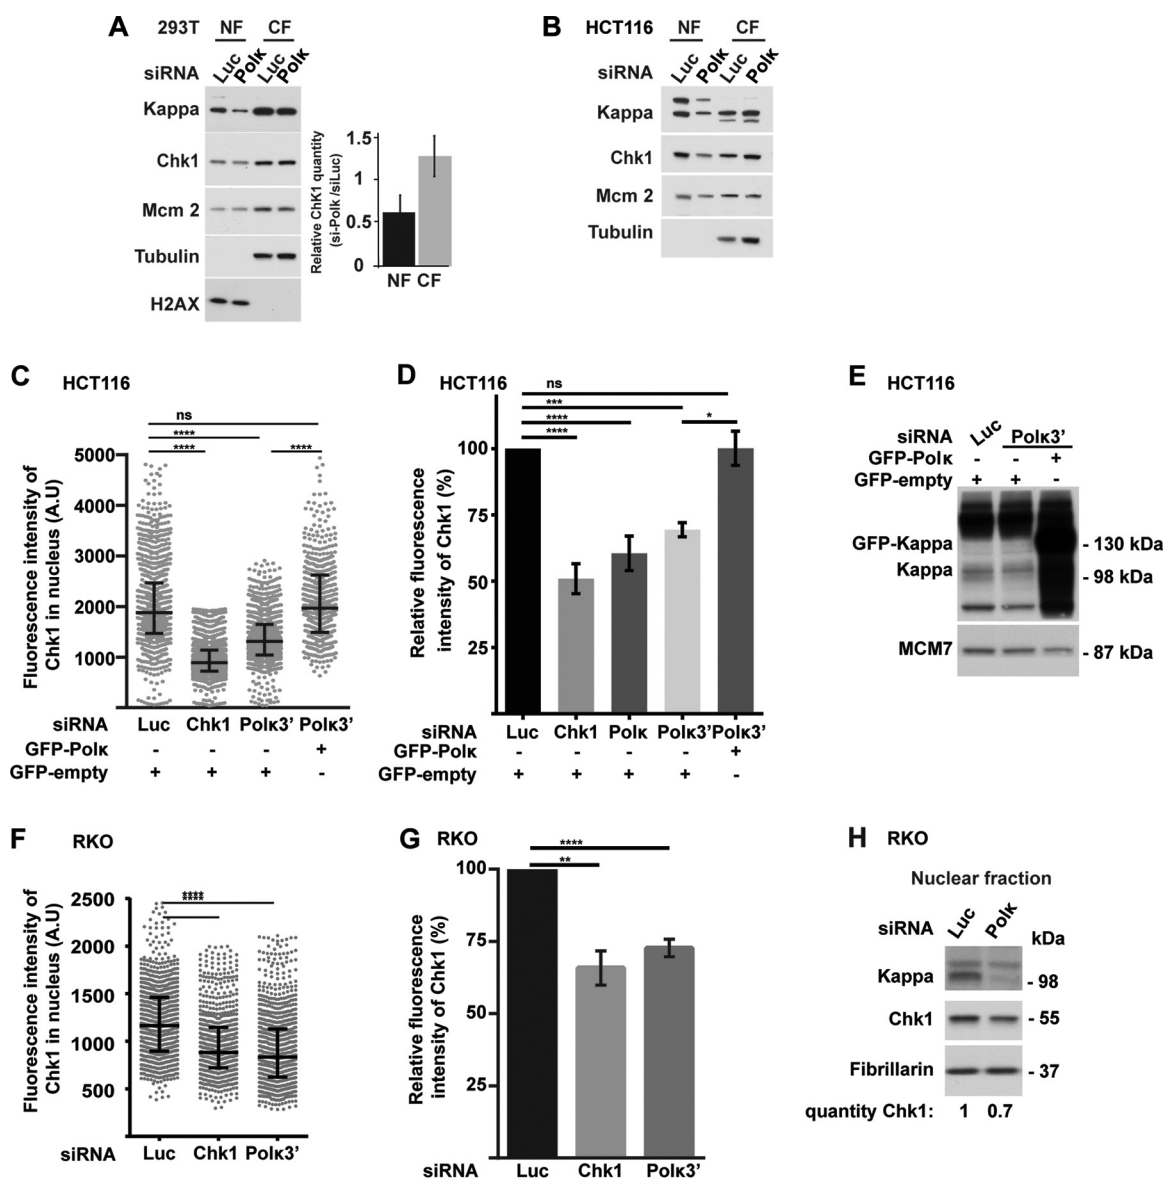 A 293T NF CF
siRNA Luc Polκ Luc Polκ
Kappa
Chk1
Mcm 2
Tubulin
H2AX
Relative ChK1 quantity
(si-Polk /siLuc)
1.5
1
0.5
0
NF CF
B HCT116 NF CF
siRNA Luc Polκ Luc Polκ
Kappa
Chk1
Mcm 2
Tubulin
C HCT116
Fluorescence intensity of
Chk1 in nucleus (A.U)
ns
****
**** ****
5000
4000
3000
2000
1000
siRNA Luc Chk1 Polκ3’ Polκ3’
GFP-Polκ - - - +
GFP-empty + + + -
D HCT116
Relative fluorescence
intensity of Chk1 (%)
ns
***
**** *
****
100
75
50
25
siRNA Luc Chk1 Polκ Polκ3’ Polκ3’
GFP-Polκ - - - - +
GFP-empty + + + + -
E HCT116
siRNA Luc Polκ3’
GFP-Polκ - - +
GFP-empty + + -
GFP-Kappa - 130 kDa
Kappa - 98 kDa
MCM7 - 87 kDa
F RKO
Fluorescence intensity of
Chk1 in nucleus (A.U)
****
****
2500
2000
1500
1000
500
siRNA Luc Chk1 Polκ3’
G RKO
Relative fluorescence
intensity of Chk1 (%)
****
**
100
75
50
25
siRNA Luc Chk1 Polκ3’
H RKO
Nuclear fraction
siRNA Luc Polκ
kDa
Kappa - 98
Chk1 - 55
Fibrillarin - 37
quantity Chk1: 1 0.7